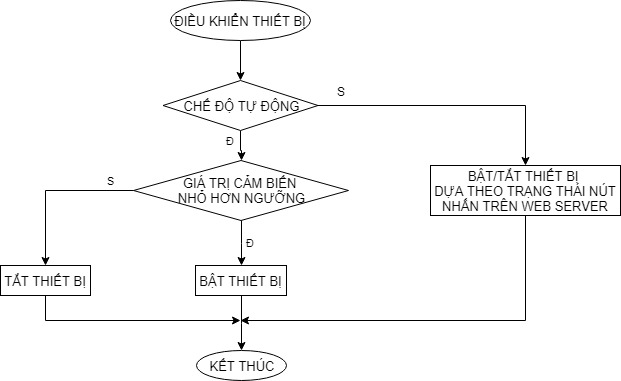 ĐIỀU KHIỂN THIẾT BỊ
CHẾ ĐỘ TỰ ĐỘNG
S
Đ
GIÁ TRỊ CẢM BIẾN
NHỎ HƠN NGƯỠNG
S
BẬT/TẮT THIẾT BỊ
DỰA THEO TRẠNG THÁI NÚT
NHẤN TRÊN WEB SERVER
Đ
TẮT THIẾT BỊ
BẬT THIẾT BỊ
KẾT THÚC